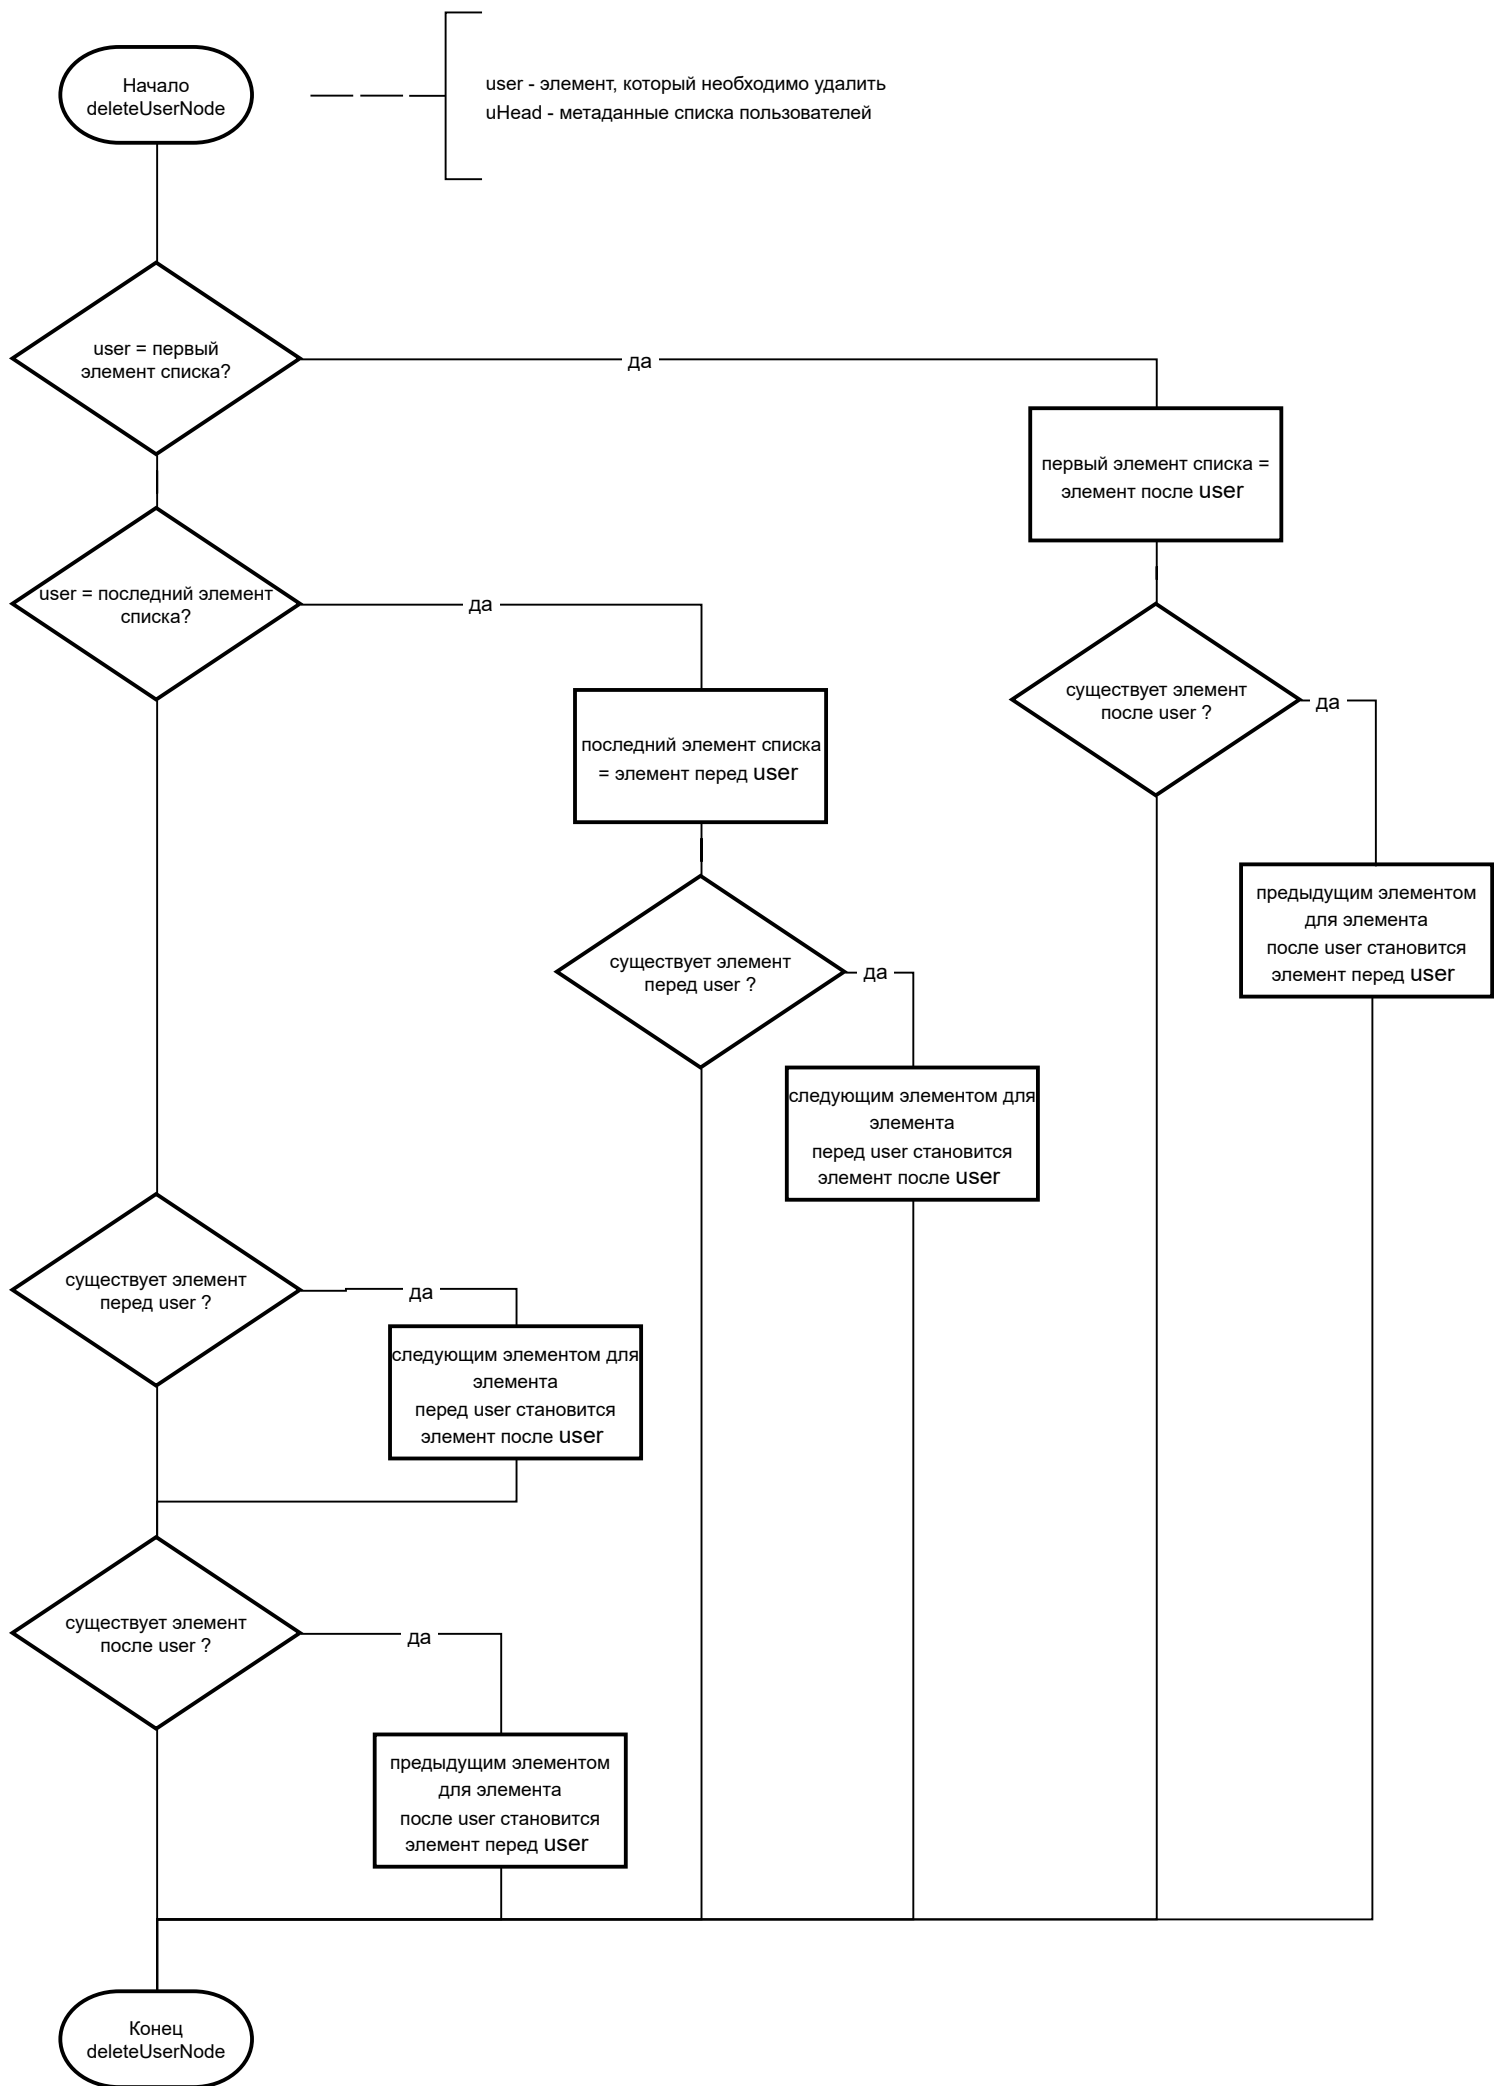 Начало
deleteUserNode
user - элемент, который необходимо удалить
uHead - метаданные списка пользователей
user = первый
элемент списка?
да
первый элемент списка =
элемент после user
user = последний элемент
списка?
да
существует элемент
после user ?
да
последний элемент списка
= элемент перед user
предыдущим элементом
для элемента
после user становится
элемент перед user
существует элемент
перед user ?
да
следующим элементом для
элемента
перед user становится
элемент после user
существует элемент
перед user ?
да
следующим элементом для
элемента
перед user становится
элемент после user
существует элемент
после user ?
да
предыдущим элементом
для элемента
после user становится
элемент перед user
Конец
deleteUserNode